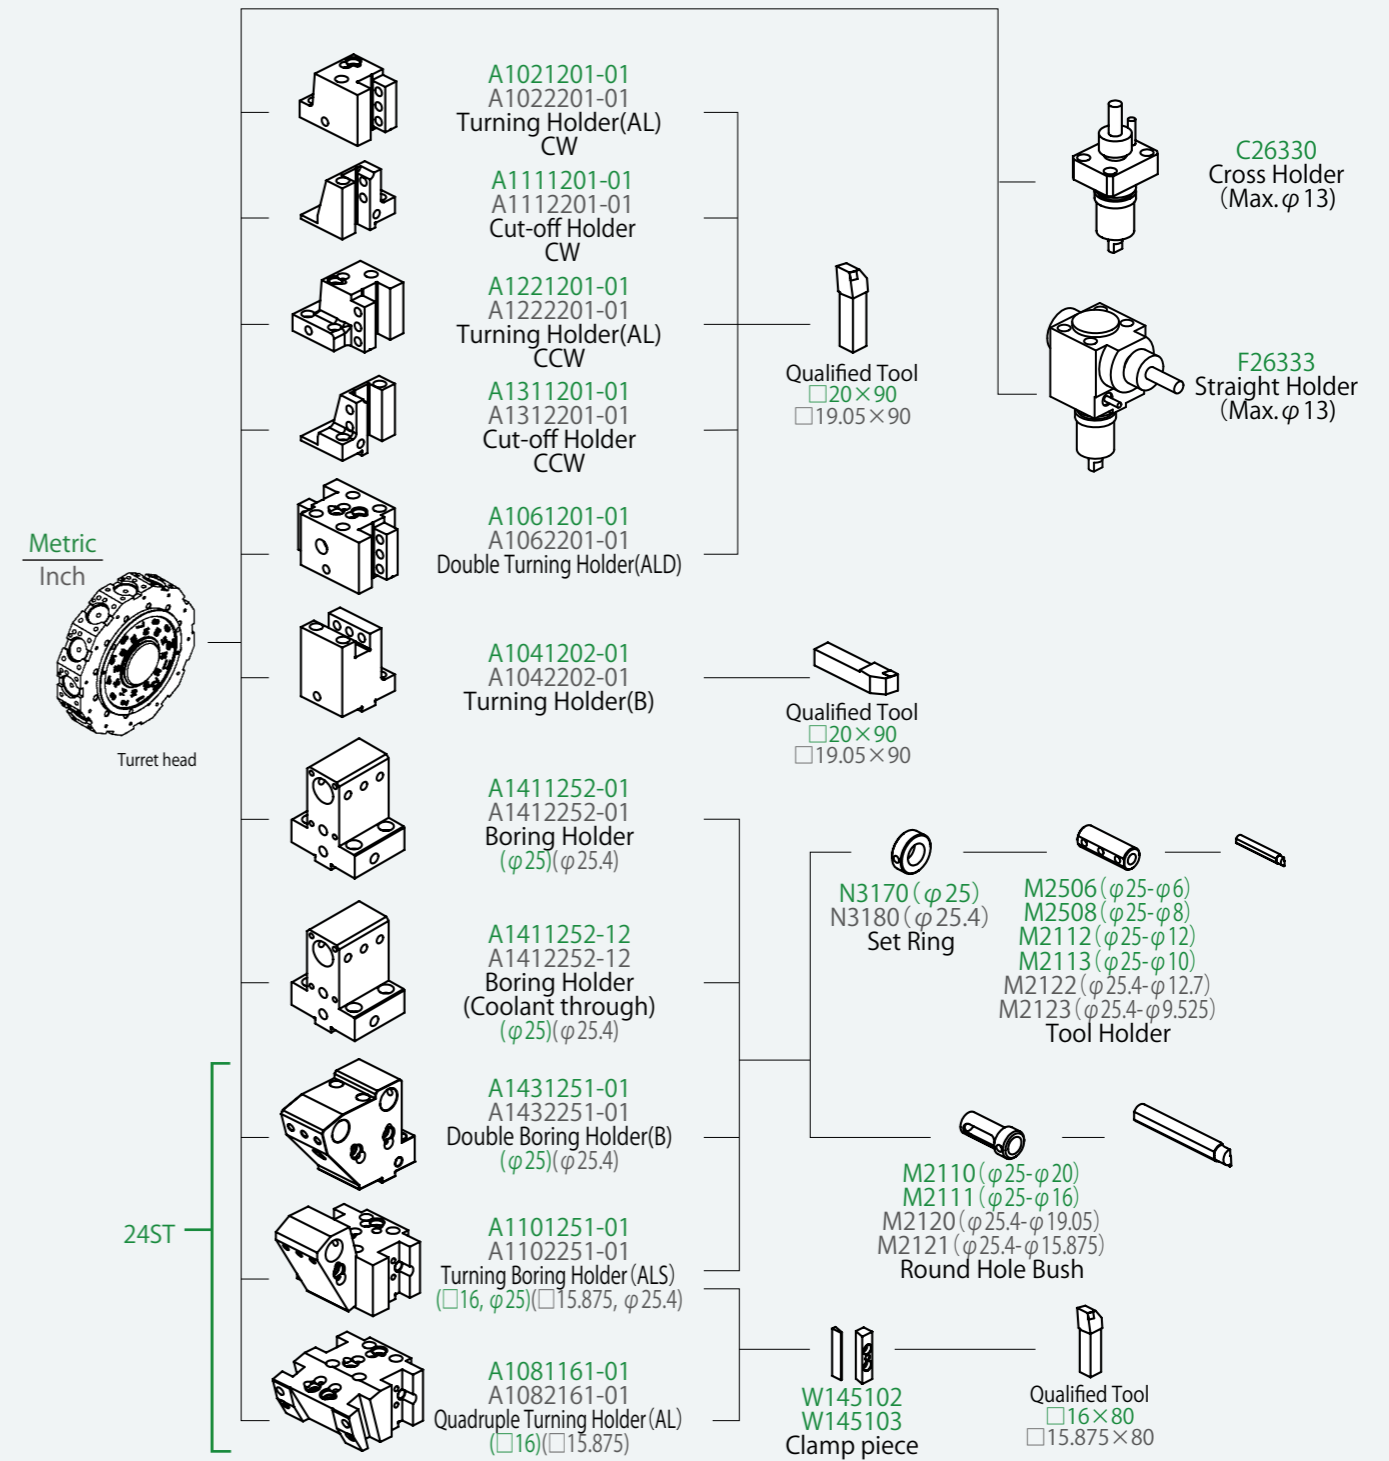 Metric
Inch
Turret head
24ST
A1021201-01
A1022201-01
Turning Holder(AL)
CW
A1111201-01
A1112201-01
Cut-off Holder
CW
A1221201-01
A1222201-01
Turning Holder(AL)
CCW
A1311201-01
A1312201-01
Cut-off Holder
CCW
A1061201-01
A1062201-01
Double Turning Holder(ALD)
A1041202-01
A1042202-01
Turning Holder(B)
A1411252-01
A1412252-01
Boring Holder
(φ25)(φ25.4)
A1411252-12
A1412252-12
Boring Holder
(Coolant through)
(φ25)(φ25.4)
A1431251-01
A1432251-01
Double Boring Holder(B)
(φ25)(φ25.4)
A1101251-01
A1102251-01
Turning Boring Holder(ALS)
(□16, φ25)(□15.875, φ25.4)
A1081161-01
A1082161-01
Quadruple Turning Holder(AL)
(□16)(□15.875)
Qualified Tool
□20×90
□19.05×90
Qualified Tool
□20×90
□19.05×90
C26330
Cross Holder
(Max.φ13)
F26333
Straight Holder
(Max.φ13)
N3170(φ25)
N3180(φ25.4)
Set Ring
M2506(φ25-φ6)
M2508(φ25-φ8)
M2112(φ25-φ12)
M2113(φ25-φ10)
M2122(φ25.4-φ12.7)
M2123(φ25.4-φ9.525)
Tool Holder
M2110(φ25-φ20)
M2111(φ25-φ16)
M2120(φ25.4-φ19.05)
M2121(φ25.4-φ15.875)
Round Hole Bush
W145102
W145103
Clamp piece
Qualified Tool
□16×80
□15.875×80